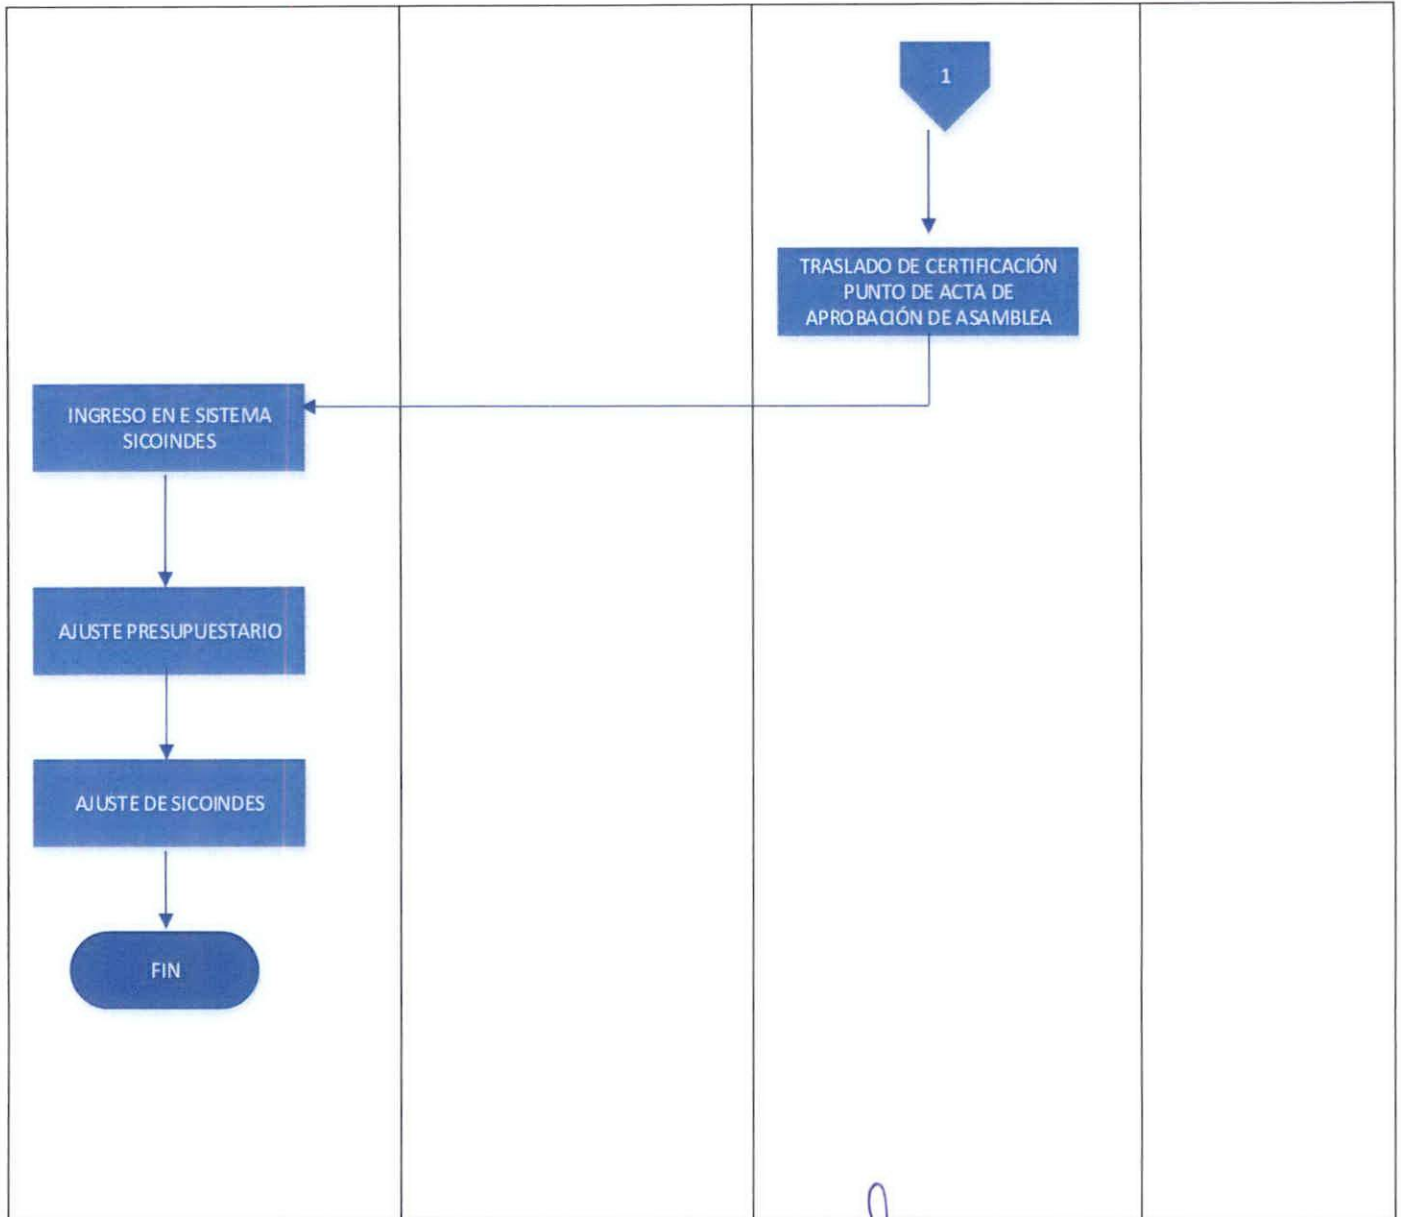 1
TRASLADO DE CERTIFICACIÓN
PUNTO DE ACTA DE
APROBACIÓN DE ASAMBLEA
INGRESO EN E SISTEMA
SICOINDES
AJUSTE PRESUPUESTARIO
AJUSTE DE SICOINDES
FIN